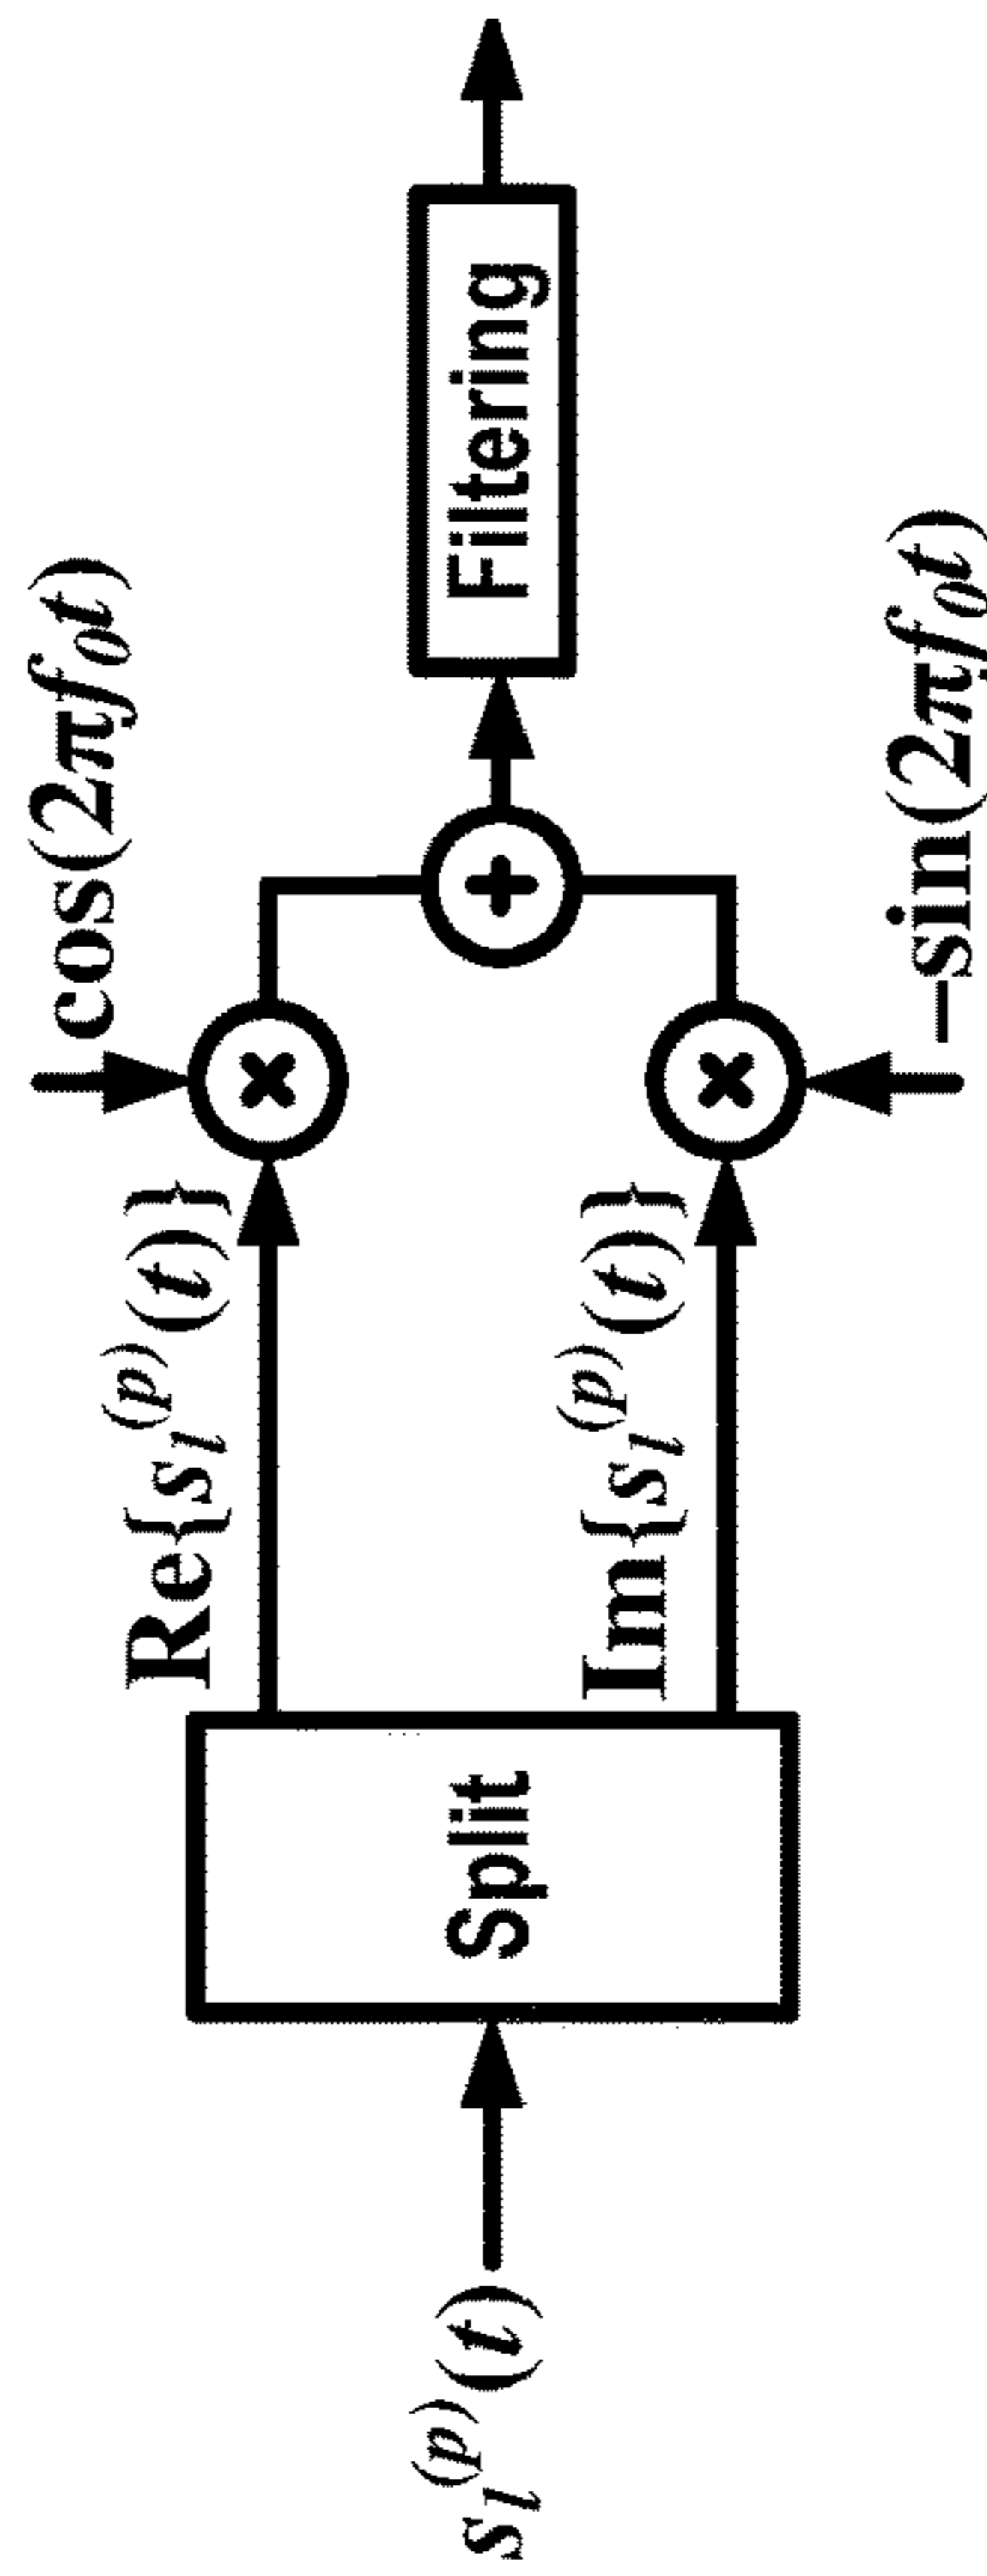 s_l^(p)(t)
Split
Re{s_l^(p)(t)}
Im{s_l^(p)(t)}
cos(2πf_0t)
–sin(2πf_0t)
Filtering